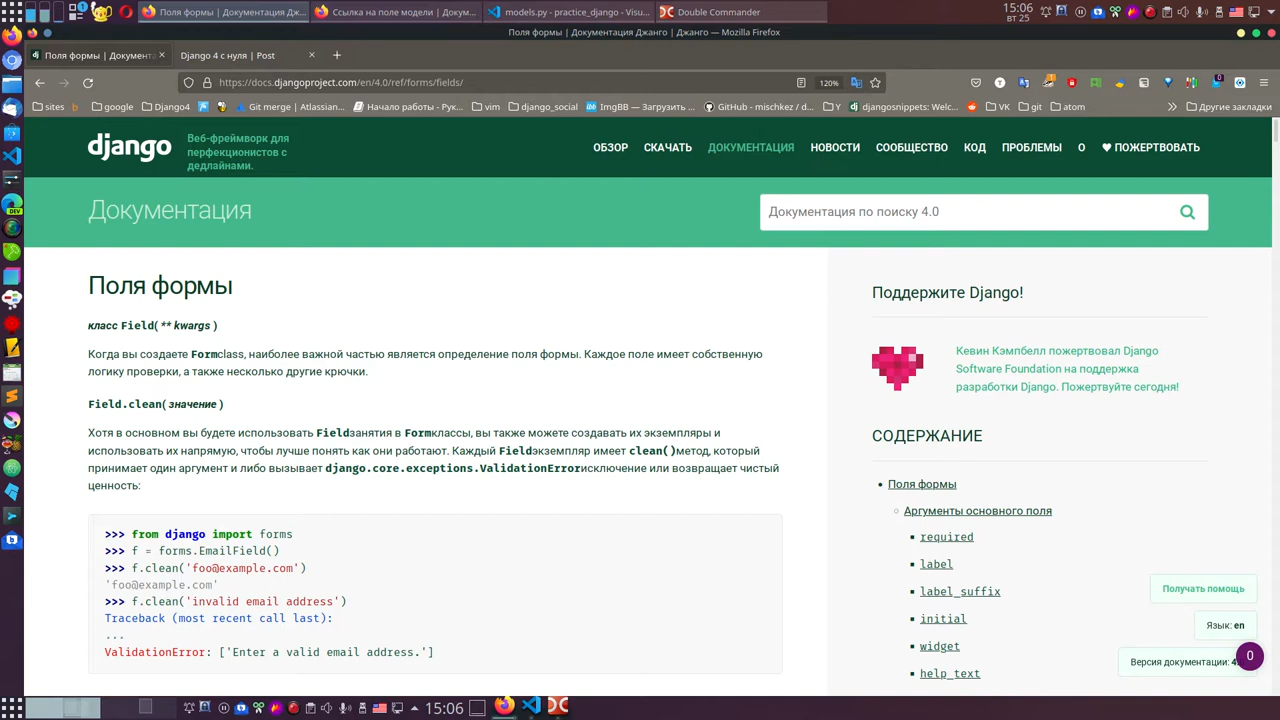 Поля формы | Документация Дж...
Ссылка на поле модели | Докум...
models.py - practice_django - Visu...
Double Commander
15:06
ВТ 25
Поля формы | Документация Джанго | Джанго — Mozilla Firefox
Поля формы | Документа
Django 4 с нуля | Post
https://docs.djangoproject.com/en/4.0/ref/forms/fields/
120%
sites
google
Django4
Git merge | Atlassian...
Начало работы - Рук...
vim
django_social
ibb ImgBB — Загрузить ...
GitHub - mischkez / d...
Y
djangosnippets: Welc...
VK
git
atom
Другие закладки
django
Веб-фреймворк для
перфекционистов с
дедлайнами.
ОБЗОР
СКАЧАТЬ
ДОКУМЕНТАЦИЯ
НОВОСТИ
СООБЩЕСТВО
КОД
ПРОБЛЕМЫ
О
♥ ПОЖЕРТВОВАТЬ
Документация
Документация по поиску 4.0
Поля формы
класс Field( ** kwargs )
Когда вы создаете Formclass, наиболее важной частью является определение поля формы. Каждое поле имеет собственную
логику проверки, а также несколько другие крючки.
Field.clean( значение )
Хотя в основном вы будете использовать Fieldзанятия в Formклассы, вы также можете создавать их экземпляры и
использовать их напрямую, чтобы лучше понять как они работают. Каждый Fieldэкземпляр имеет clean()метод, который
принимает один аргумент и либо вызывает django.core.exceptions.ValidationErrorисключение или возвращает чистый
ценность:
>>> from django import forms
>>> f = forms.EmailField()
>>> f.clean('foo@example.com')
'foo@example.com'
>>> f.clean('invalid email address')
Traceback (most recent call last):
...
ValidationError: ['Enter a valid email address.']
Поддержите Django!
Кевин Кэмпбелл пожертвовал Django
Software Foundation на поддержка
разработки Django. Пожертвуйте сегодня!
СОДЕРЖАНИЕ
Поля формы
Аргументы основного поля
required
label
label_suffix
initial
widget
help_text
Получать помощь
Язык: en
Версия документации: 4.
0
DEV
15:06